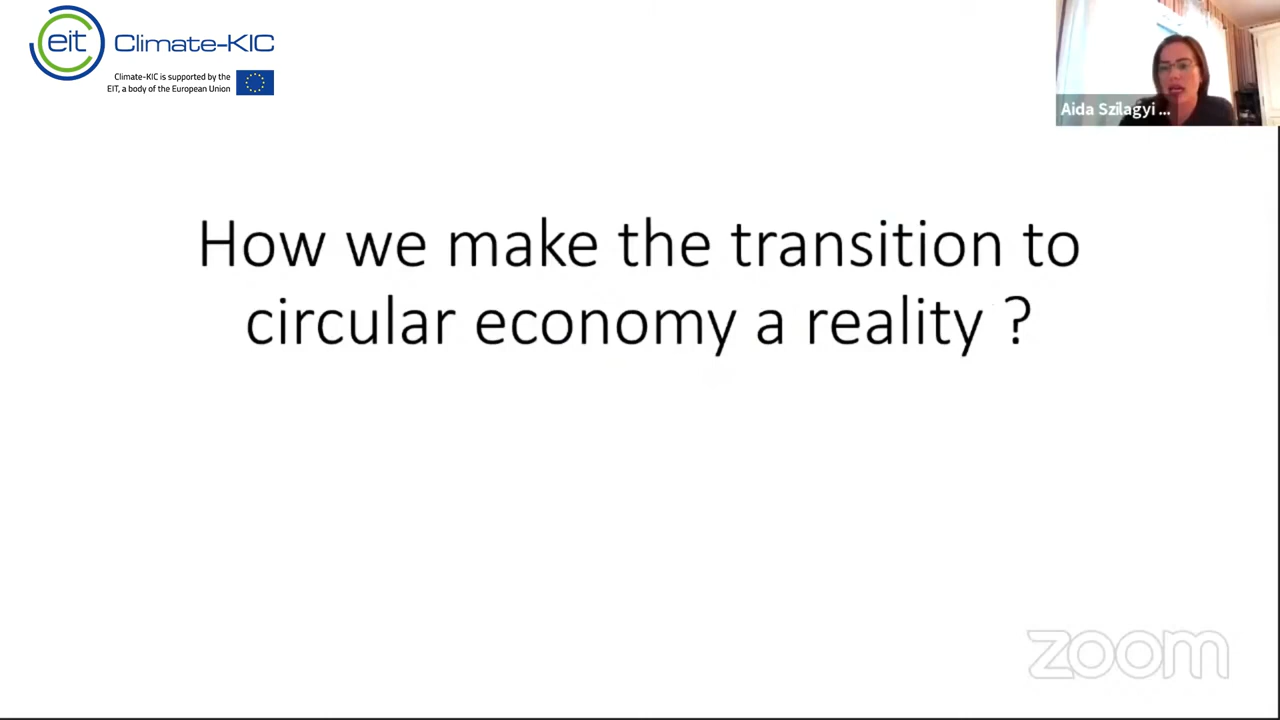 eit Climate-KIC
Climate-KIC is supported by the
EIT, a body of the European Union
Aida Szilagyi ...
How we make the transition to
circular economy a reality ?
zoom